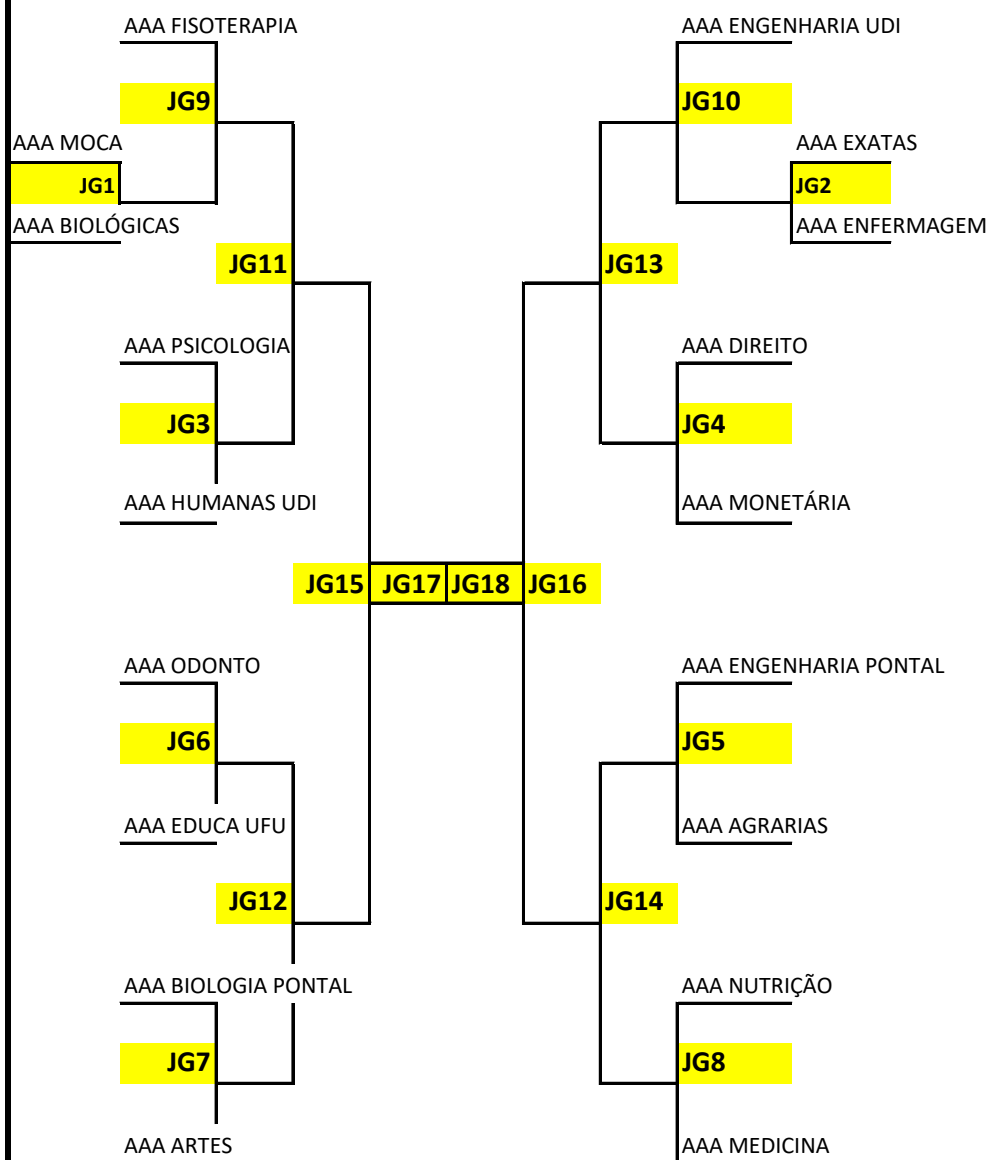 AAA FISOTERAPIA
AAA ENGENHARIA UDI
JG9
JG10
AAA MOCA
AAA EXATAS
JG1
JG2
AAA BIOLÓGICAS
AAA ENFERMAGEM
JG11
JG13
AAA PSICOLOGIA
AAA DIREITO
JG3
JG4
AAA HUMANAS UDI
AAA MONETÁRIA
JG15 JG17 JG18 JG16
AAA ODONTO
AAA ENGENHARIA PONTAL
JG6
JG5
AAA EDUCA UFU
AAA AGRARIAS
JG12
JG14
AAA BIOLOGIA PONTAL
AAA NUTRIÇÃO
JG7
JG8
AAA ARTES
AAA MEDICINA